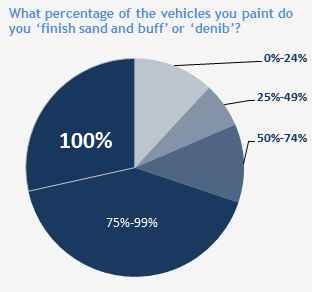 What percentage of the vehicles you paint do
you ‘finish sand and buff’ or ‘denib’?
0%-24%
25%-49%
50%-74%
100%
75%-99%